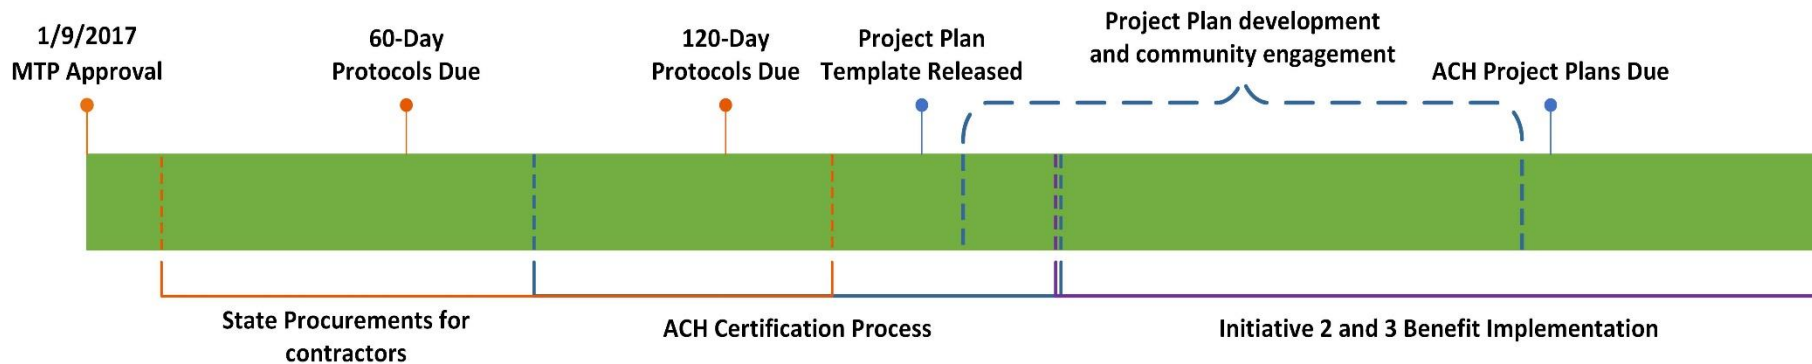 1/9/2017
MTP Approval
60-Day
Protocols Due
120-Day
Protocols Due
Project Plan
Template Released
Project Plan development
and community engagement
ACH Project Plans Due
State Procurements for
contractors
ACH Certification Process
Initiative 2 and 3 Benefit Implementation